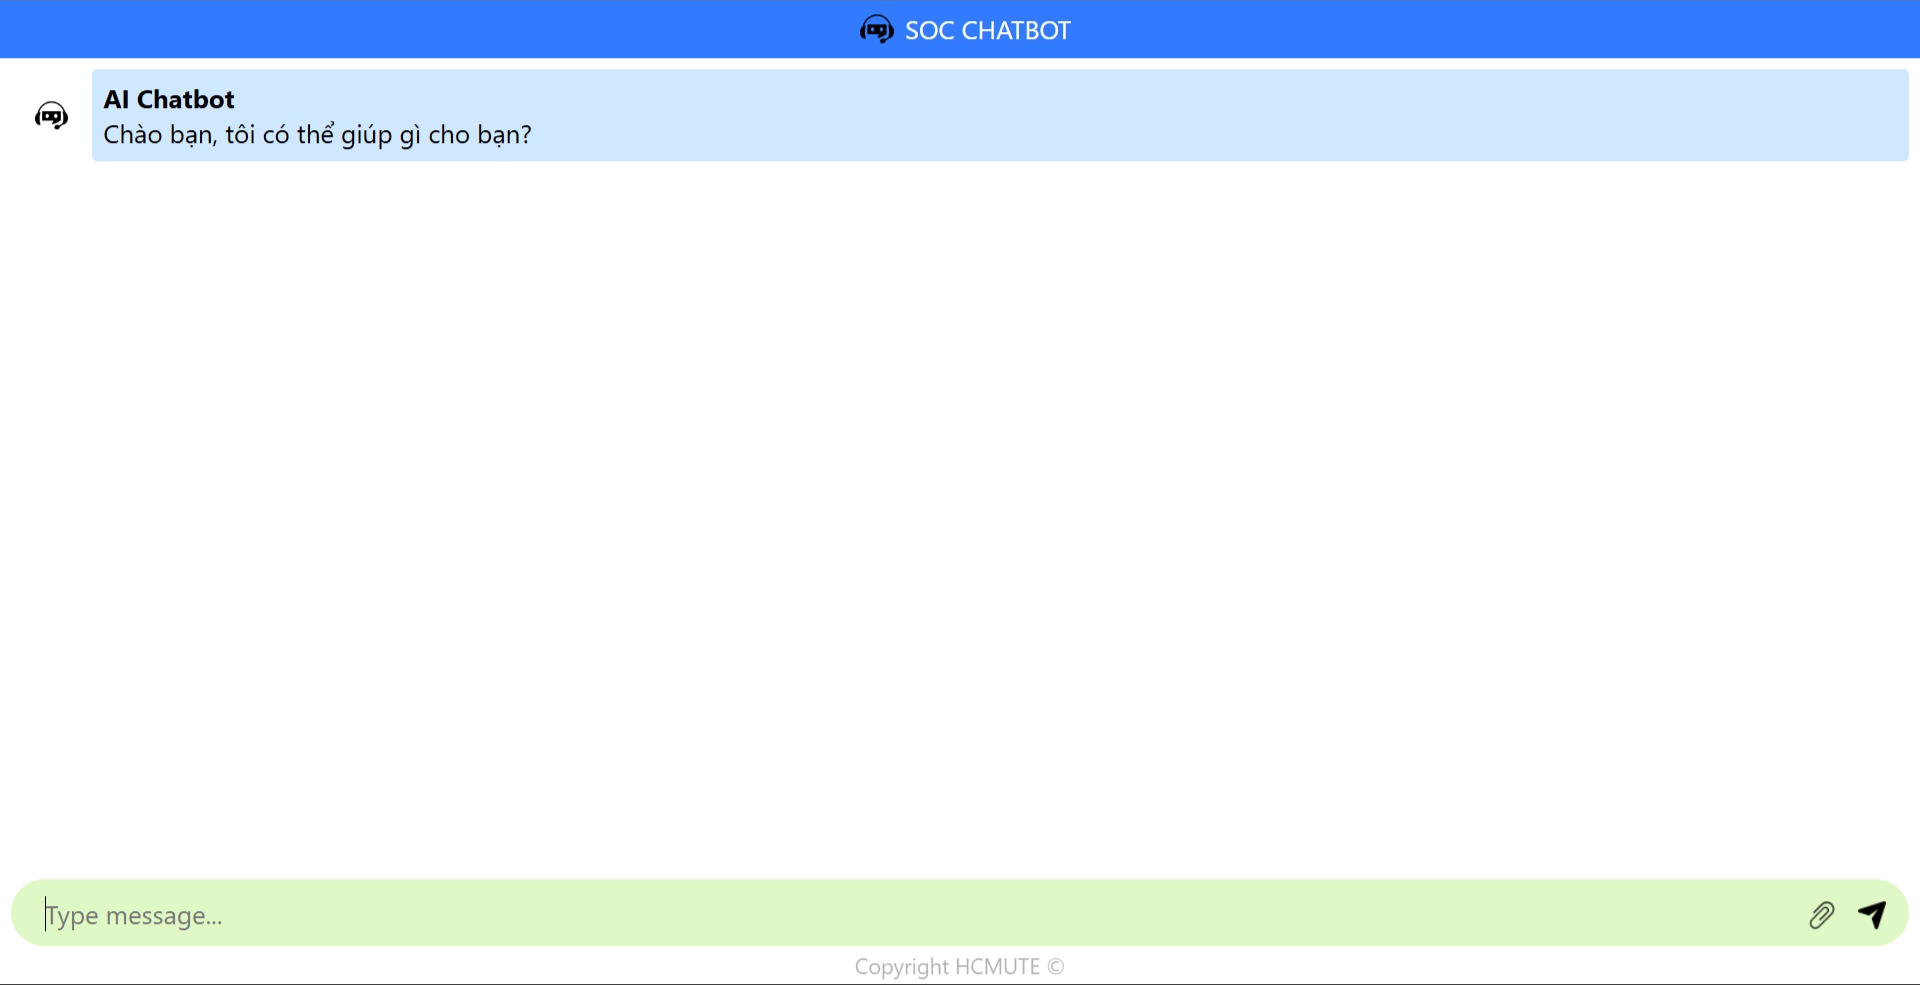 SOC CHATBOT
AI Chatbot
Chào bạn, tôi có thể giúp gì cho bạn?
Type message...
Copyright HCMUTE ©